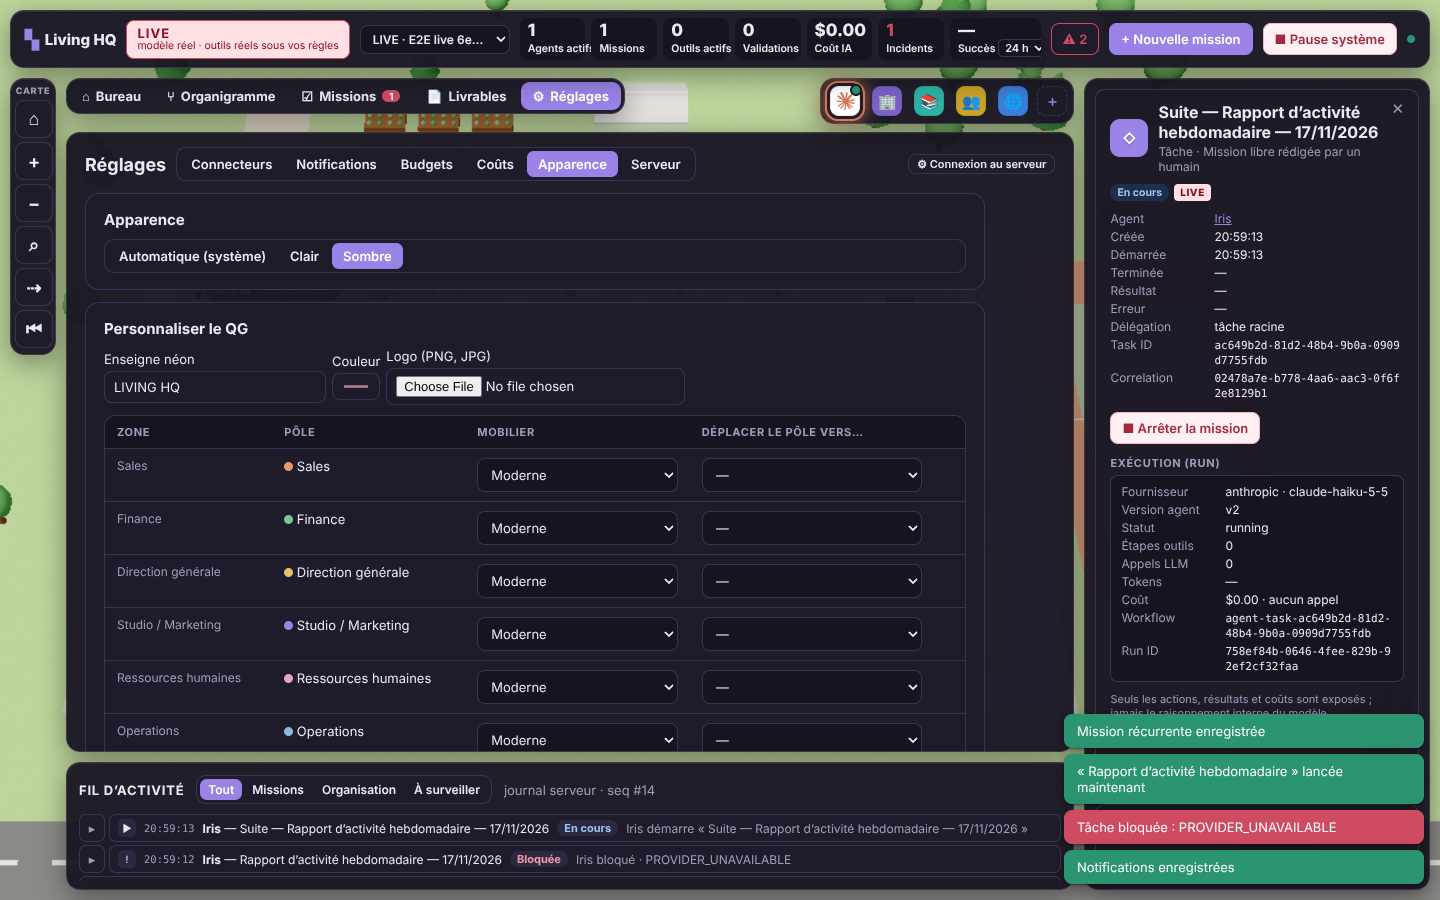 Living HQ
LIVE
modèle réel · outils réels sous vos règles
LIVE · E2E live 6e...
1
Agents actifs
1
Missions
0
Outils actifs
0
Validations
$0.00
Coût IA
1
Incidents
—
Succès
24 h
2
+ Nouvelle mission
Pause système
CARTE
Bureau
Organigramme
Missions
1
Livrables
Réglages
+
Réglages
Connecteurs
Notifications
Budgets
Coûts
Apparence
Serveur
Connexion au serveur
Apparence
Automatique (système)
Clair
Sombre
Personnaliser le QG
Enseigne néon
Couleur
Logo (PNG, JPG)
LIVING HQ
Choose File
No file chosen
ZONE
PÔLE
MOBILIER
DÉPLACER LE PÔLE VERS…
Sales
Sales
Moderne
—
Finance
Finance
Moderne
—
Direction générale
Direction générale
Moderne
—
Studio / Marketing
Studio / Marketing
Moderne
—
Ressources humaines
Ressources humaines
Moderne
—
Operations
Operations
Moderne
—
FIL D’ACTIVITÉ
Tout
Missions
Organisation
À surveiller
journal serveur · seq #14
20:59:13 Iris — Suite — Rapport d’activité hebdomadaire — 17/11/2026 En cours Iris démarre « Suite — Rapport d’activité hebdomadaire — 17/11/2026 »
! 20:59:12 Iris — Rapport d’activité hebdomadaire — 17/11/2026 Bloquée Iris bloqué · PROVIDER_UNAVAILABLE
Suite — Rapport d’activité
hebdomadaire — 17/11/2026
Tâche · Mission libre rédigée par un
humain
En cours
LIVE
Agent
Iris
Créée
20:59:13
Démarrée
20:59:13
Terminée
—
Résultat
—
Erreur
—
Délégation
tâche racine
Task ID
ac649b2d-81d2-48b4-9b0a-0909
d7755fdb
Correlation
02478a7e-b778-4aa6-aac3-0f6f
2e8129b1
Arrêter la mission
EXÉCUTION (RUN)
Fournisseur
anthropic · claude-haiku-5-5
Version agent
v2
Statut
running
Étapes outils
0
Appels LLM
0
Tokens
—
Coût
$0.00 · aucun appel
Workflow
agent-task-ac649b2d-81d2-
48b4-9b0a-0909d7755fdb
Run ID
758ef84b-0646-4fee-829b-9
2ef2cf32faa
Seuls les actions, résultats et coûts sont exposés ;
jamais le raisonnement interne du modèle.
Mission récurrente enregistrée
« Rapport d’activité hebdomadaire » lancée
maintenant
Tâche bloquée : PROVIDER_UNAVAILABLE
Notifications enregistrées